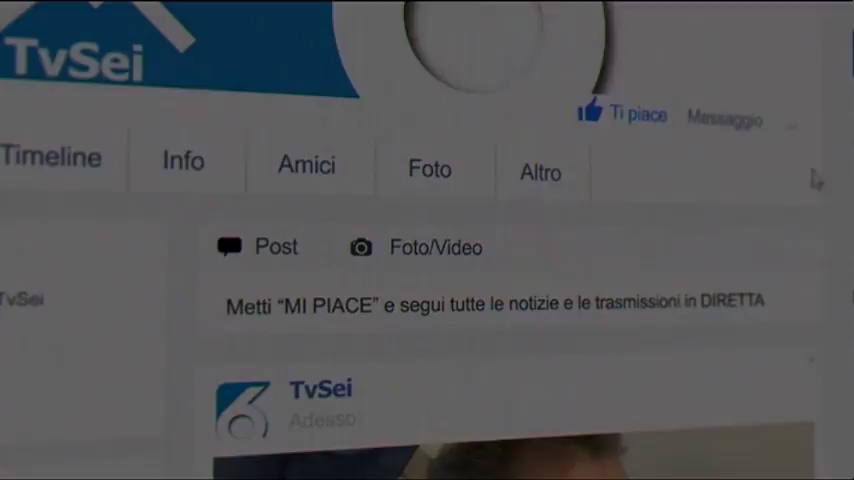 TvSei
Ti piace Messaggio
Timeline Info Amici Foto Altro
Post Foto/Video
TvSei
Metti “MI PIACE” e segui tutte le notizie e le trasmissioni in DIRETTA
TvSei
Adesso